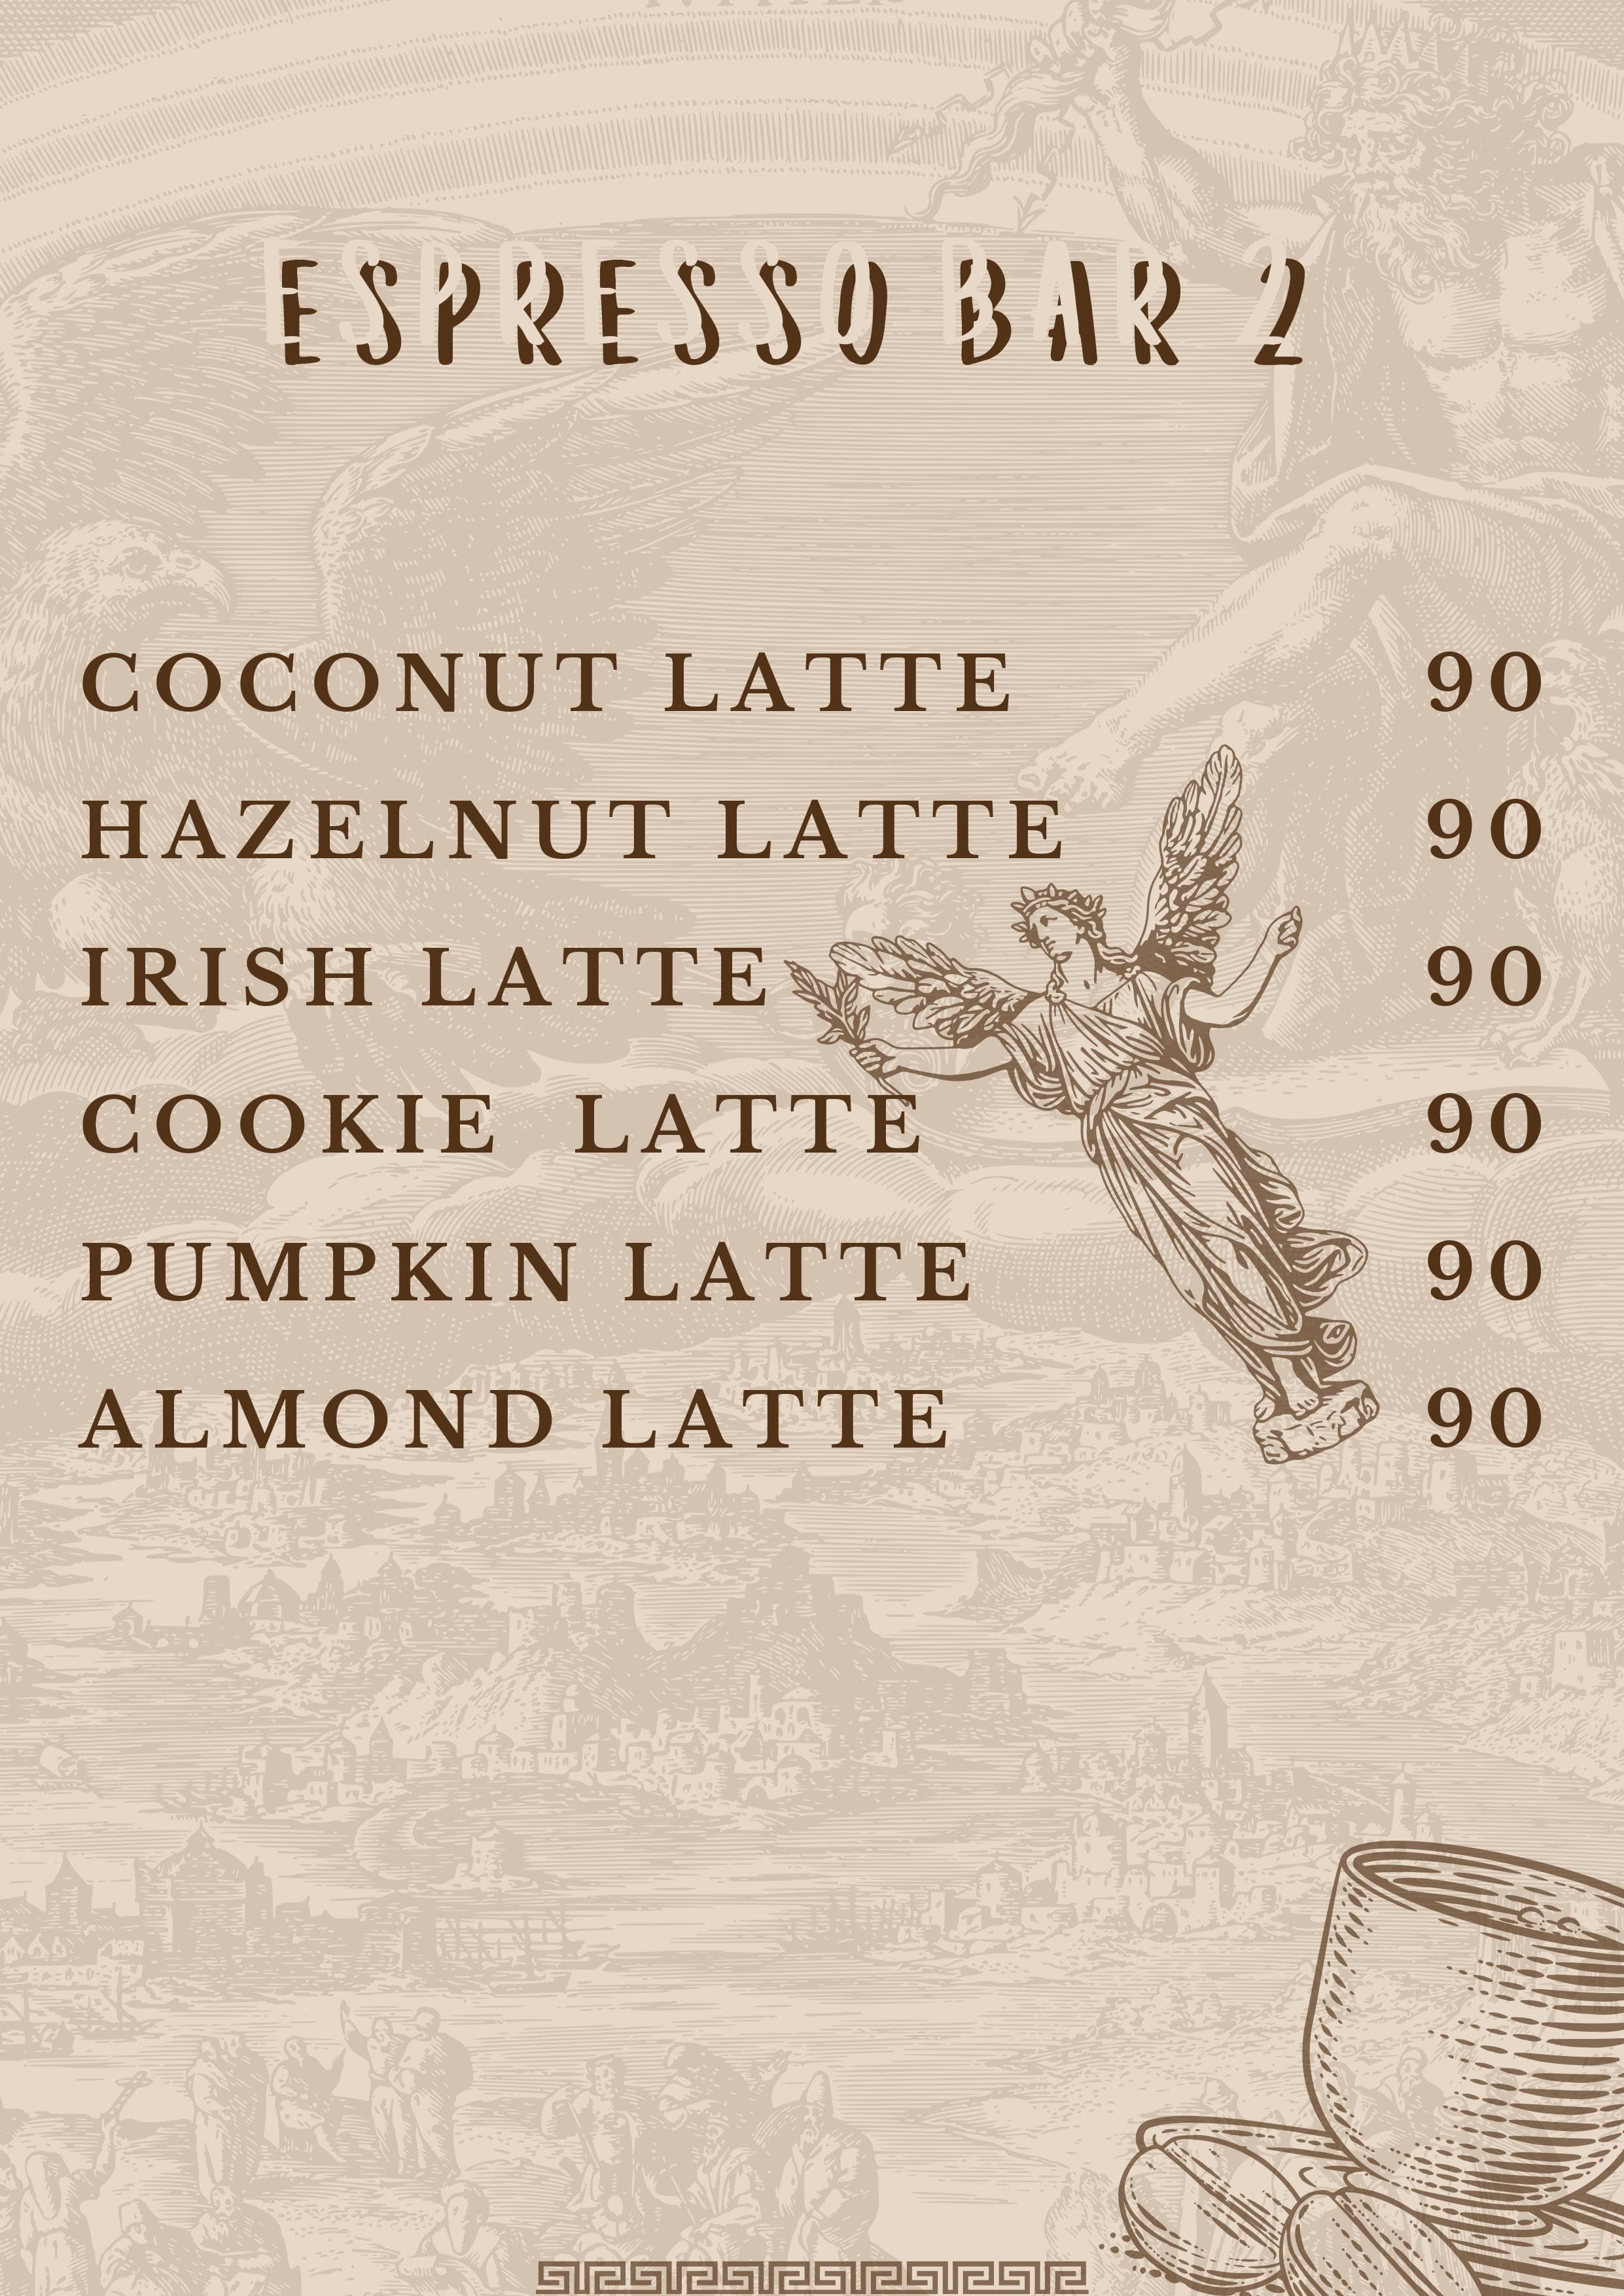 ESPRESSO BAR 2
COCONUT LATTE 90
HAZELNUT LATTE 90
IRISH LATTE 90
COOKIE LATTE 90
PUMPKIN LATTE 90
ALMOND LATTE 90